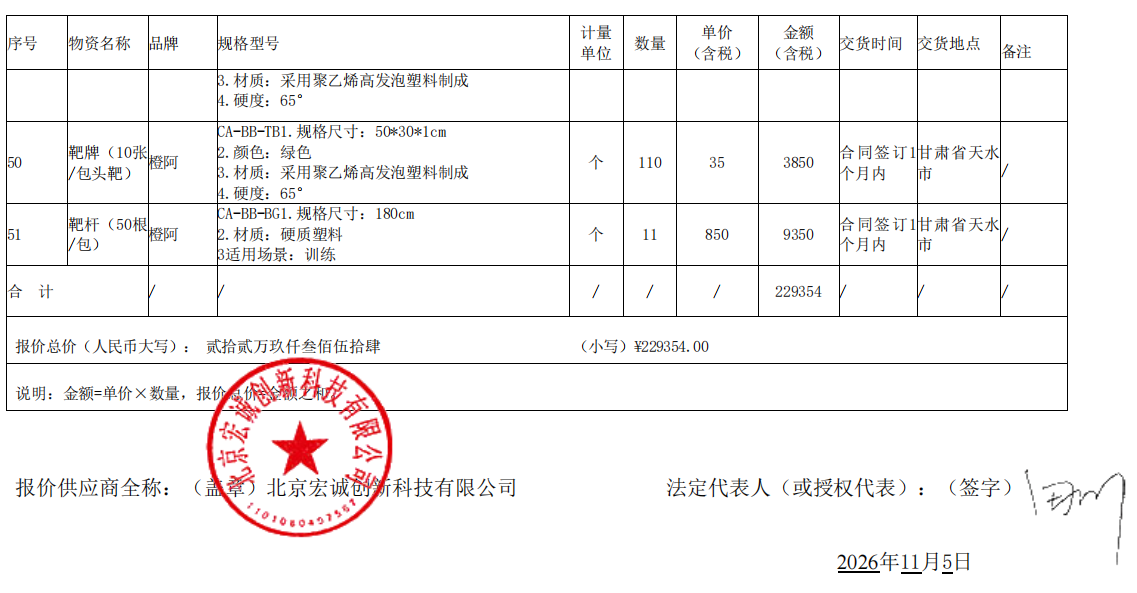 序号 物资名称 品牌 规格型号 计量单位 数量 单价（含税） 金额（含税） 交货时间 交货地点 备注
3.材质：采用聚乙烯高发泡塑料制成
4.硬度：65°
50 靶牌（10张/包头靶） 橙阿 CA-BB-TB1.规格尺寸：50*30*1cm
2.颜色：绿色
3.材质：采用聚乙烯高发泡塑料制成
4.硬度：65°
个 110 35 3850 合同签订1个月内 甘肃省天水市 /
51 靶杆（50根/包） 橙阿 CA-BB-BG1.规格尺寸：180cm
2.材质：硬质塑料
3适用场景：训练
个 11 850 9350 合同签订1个月内 甘肃省天水市 /
合 计 / / / / / 229354 / / /
报价总价（人民币大写）： 贰拾贰万玖仟叁佰伍拾肆 （小写）¥229354.00
说明：金额=单价×数量，报价总价=金额之和
北京宏诚创新科技有限公司
报价供应商全称：（盖章）北京宏诚创新科技有限公司 法定代表人（或授权代表）：（签字）
2026年11月5日